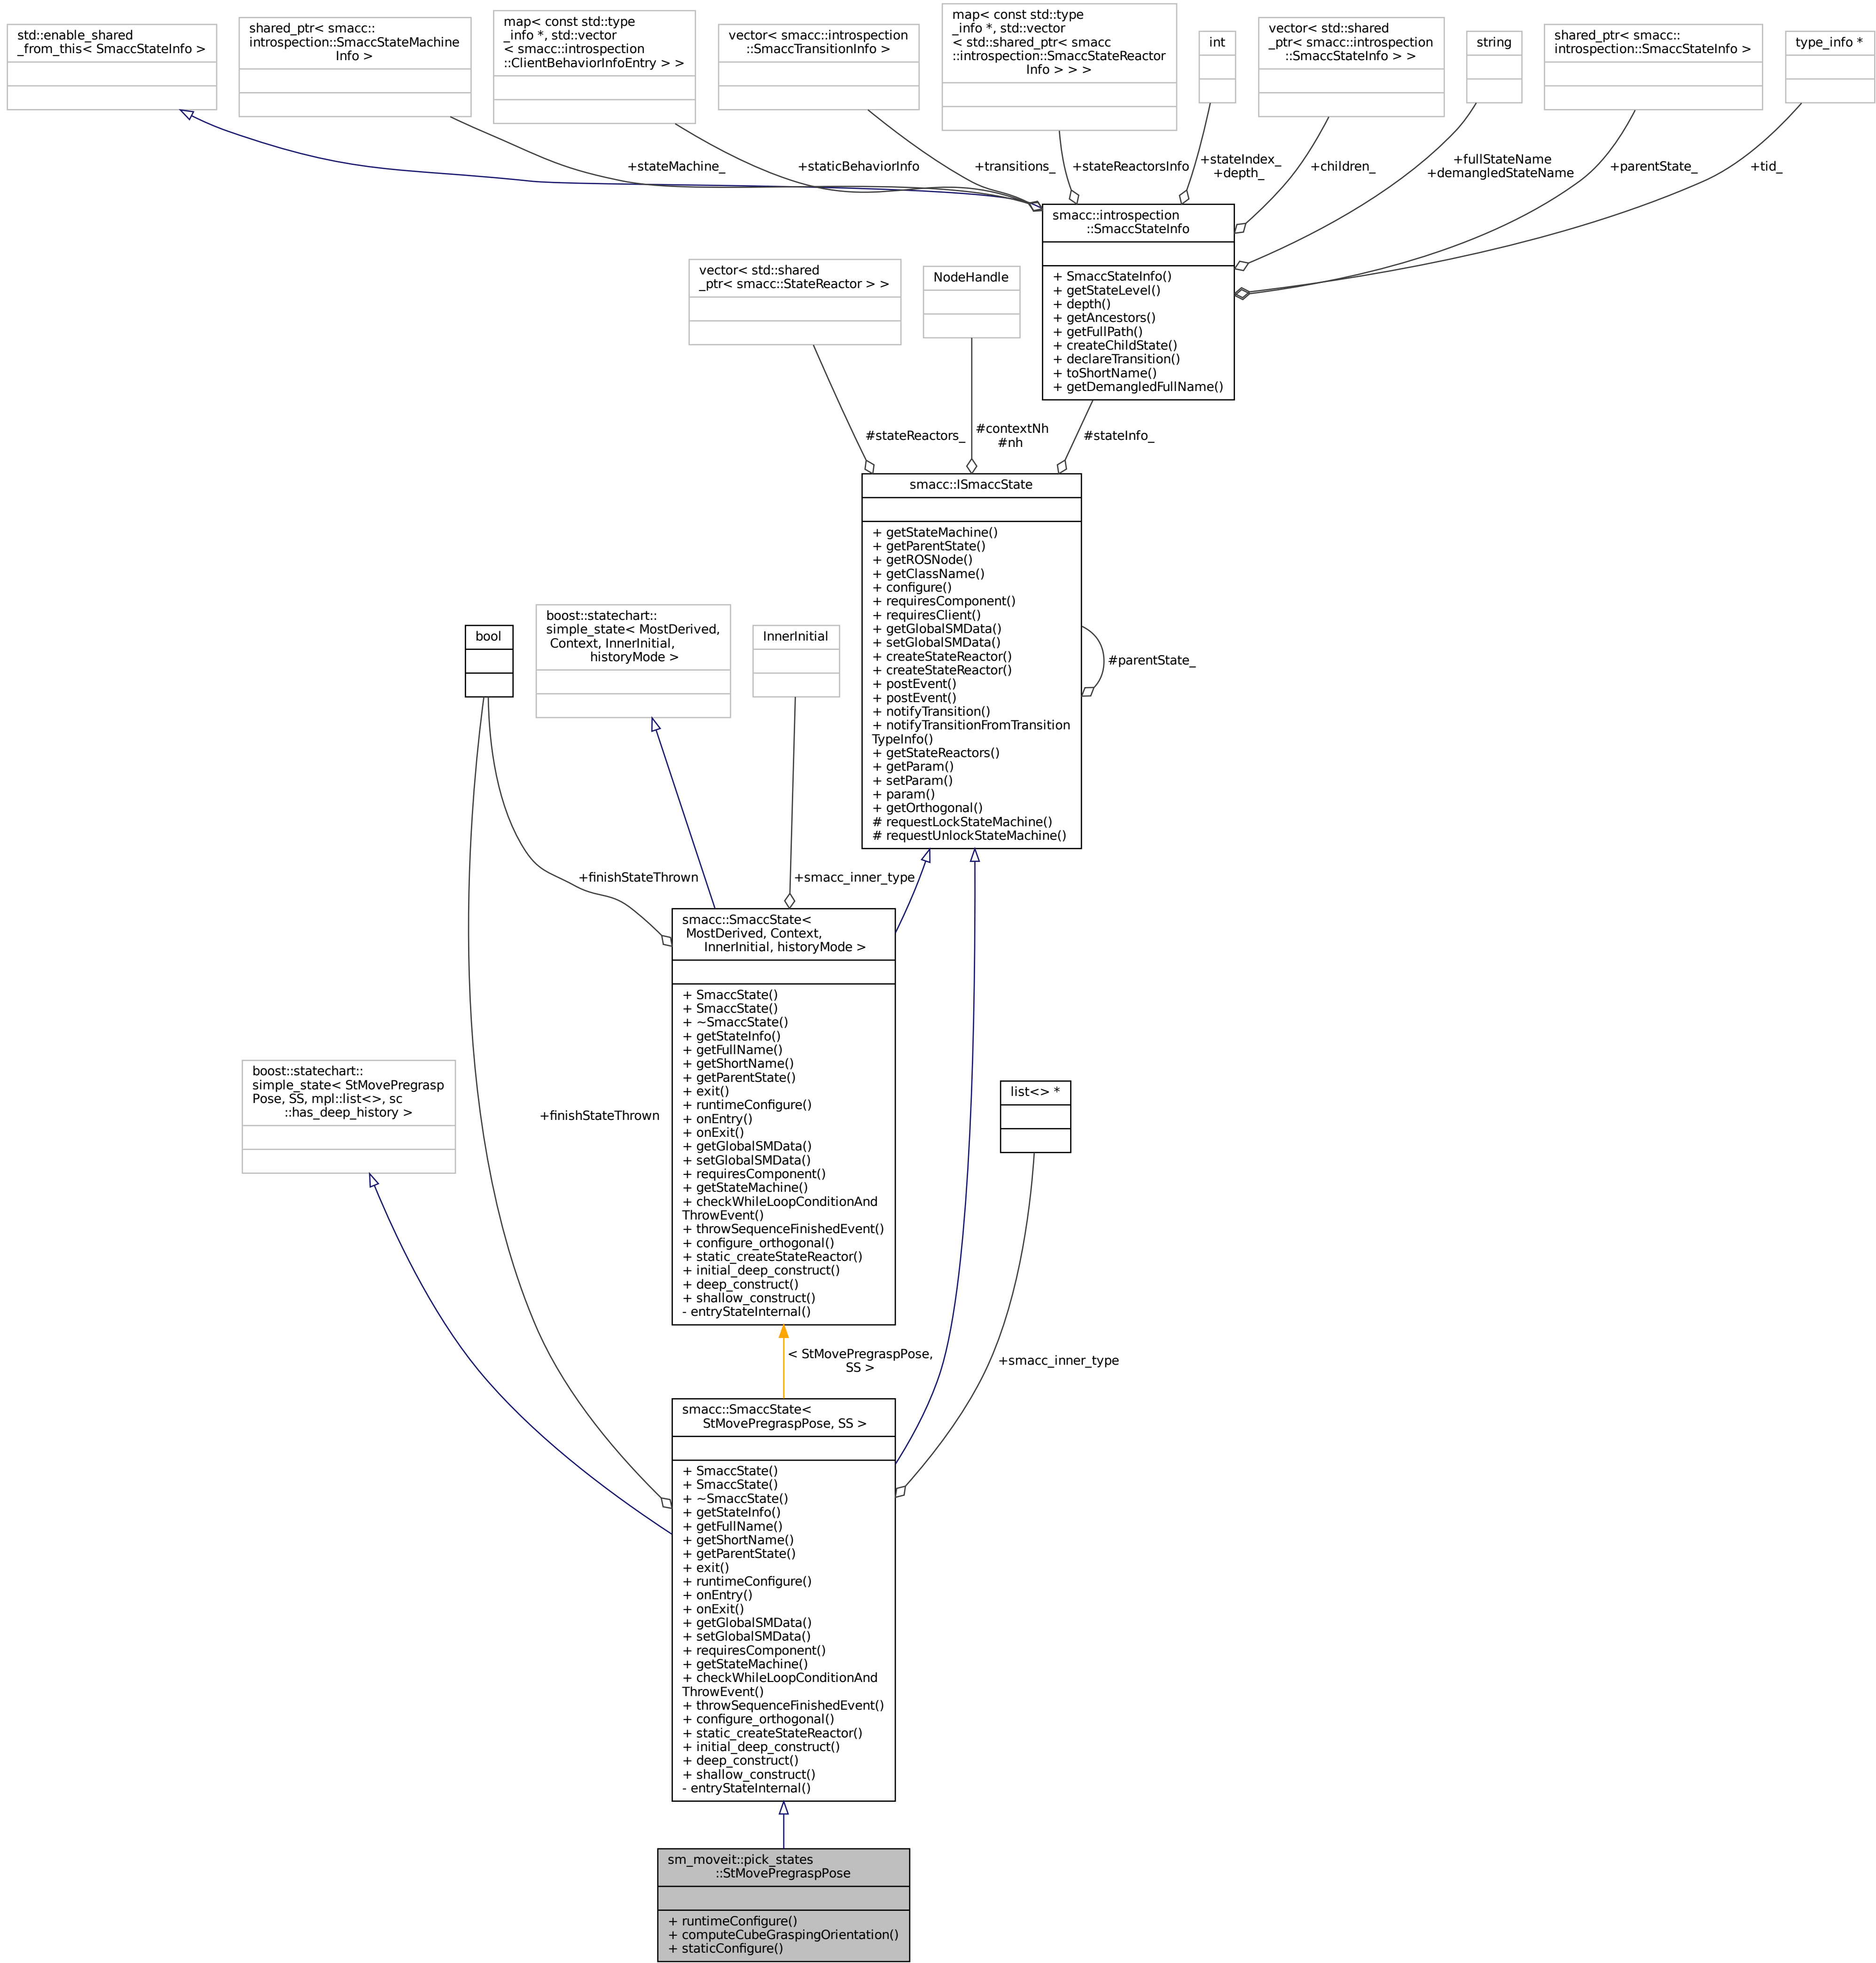 std::enable_shared
_from_this< SmaccStateInfo >
shared_ptr< smacc::
introspection::SmaccStateMachine
Info >
map< const std::type
_info *, std::vector
< smacc::introspection
::ClientBehaviorInfoEntry > >
vector< smacc::introspection
::SmaccTransitionInfo >
map< const std::type
_info *, std::vector
< std::shared_ptr< smacc
::introspection::SmaccStateReactor
Info > > >
int
vector< std::shared
_ptr< smacc::introspection
::SmaccStateInfo > >
string
shared_ptr< smacc::
introspection::SmaccStateInfo >
type_info *
+stateMachine_
+staticBehaviorInfo
+transitions_
+stateReactorsInfo
+stateIndex_
+depth_
+children_
+fullStateName
+demangledStateName
+parentState_
+tid_
smacc::introspection
::SmaccStateInfo
+ SmaccStateInfo()
+ getStateLevel()
+ depth()
+ getAncestors()
+ getFullPath()
+ createChildState()
+ declareTransition()
+ toShortName()
+ getDemangledFullName()
vector< std::shared
_ptr< smacc::StateReactor > >
NodeHandle
#stateReactors_
#contextNh
#nh
#stateInfo_
smacc::ISmaccState
+ getStateMachine()
+ getParentState()
+ getROSNode()
+ getClassName()
+ configure()
+ requiresComponent()
+ requiresClient()
+ getGlobalSMData()
+ setGlobalSMData()
+ createStateReactor()
+ createStateReactor()
+ postEvent()
+ postEvent()
+ notifyTransition()
+ notifyTransitionFromTransition
TypeInfo()
+ getStateReactors()
+ getParam()
+ setParam()
+ param()
+ getOrthogonal()
# requestLockStateMachine()
# requestUnlockStateMachine()
#parentState_
bool
boost::statechart::
simple_state< MostDerived,
Context, InnerInitial,
historyMode >
InnerInitial
+finishStateThrown
+smacc_inner_type
smacc::SmaccState<
MostDerived, Context,
InnerInitial, historyMode >
+ SmaccState()
+ SmaccState()
+ ~SmaccState()
+ getStateInfo()
+ getFullName()
+ getShortName()
+ getParentState()
+ exit()
+ runtimeConfigure()
+ onEntry()
+ onExit()
+ getGlobalSMData()
+ setGlobalSMData()
+ requiresComponent()
+ getStateMachine()
+ checkWhileLoopConditionAnd
ThrowEvent()
+ throwSequenceFinishedEvent()
+ configure_orthogonal()
+ static_createStateReactor()
+ initial_deep_construct()
+ deep_construct()
+ shallow_construct()
- entryStateInternal()
boost::statechart::
simple_state< StMovePregrasp
Pose, SS, mpl::list<>, sc
::has_deep_history >
+finishStateThrown
list<> *
< StMovePregraspPose,
SS >
+smacc_inner_type
smacc::SmaccState<
StMovePregraspPose, SS >
+ SmaccState()
+ SmaccState()
+ ~SmaccState()
+ getStateInfo()
+ getFullName()
+ getShortName()
+ getParentState()
+ exit()
+ runtimeConfigure()
+ onEntry()
+ onExit()
+ getGlobalSMData()
+ setGlobalSMData()
+ requiresComponent()
+ getStateMachine()
+ checkWhileLoopConditionAnd
ThrowEvent()
+ throwSequenceFinishedEvent()
+ configure_orthogonal()
+ static_createStateReactor()
+ initial_deep_construct()
+ deep_construct()
+ shallow_construct()
- entryStateInternal()
sm_moveit::pick_states
::StMovePregraspPose
+ runtimeConfigure()
+ computeCubeGraspingOrientation()
+ staticConfigure()